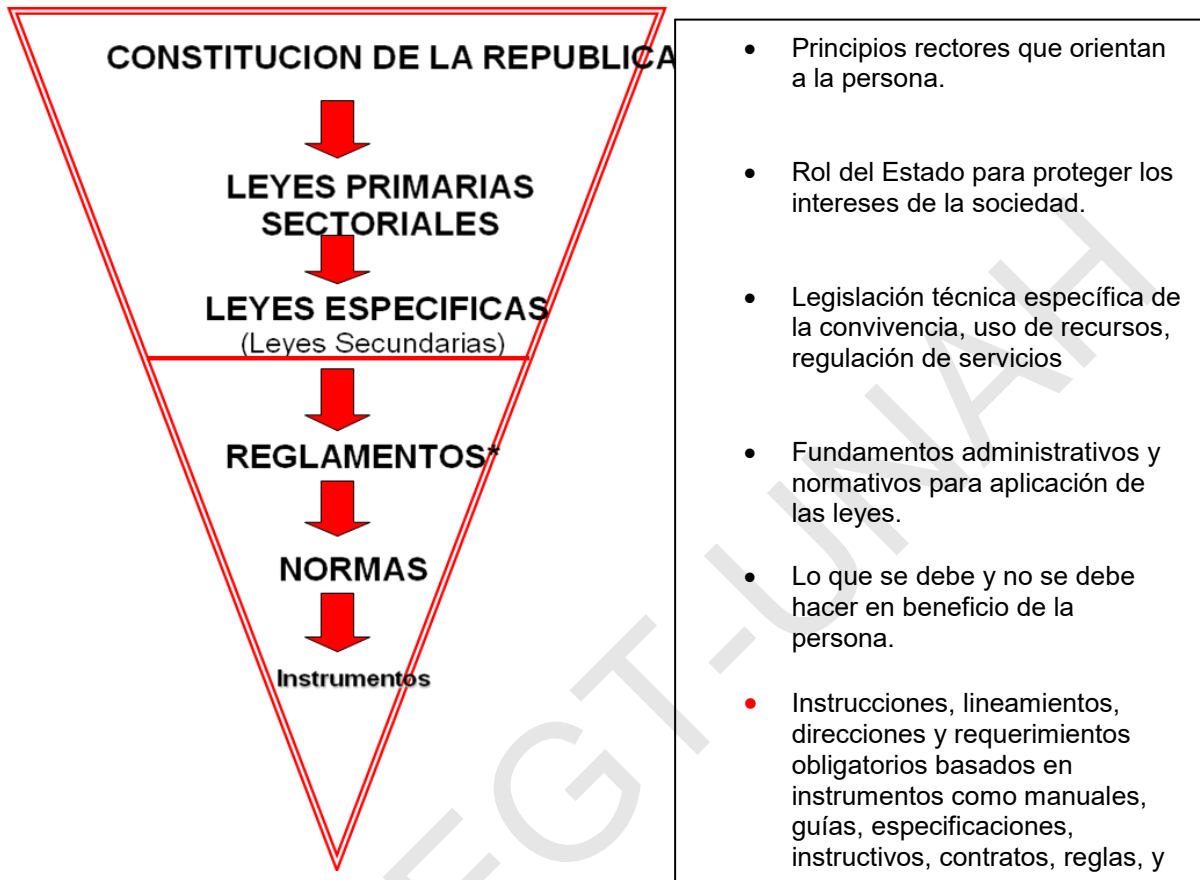 CONSTITUCION DE LA REPUBLICA
LEYES PRIMARIAS
SECTORIALES
LEYES ESPECIFICAS
(Leyes Secundarias)
REGLAMENTOS*
NORMAS
Instrumentos
• Principios rectores que orientan
a la persona.
• Rol del Estado para proteger los
intereses de la sociedad.
• Legislación técnica específica de
la convivencia, uso de recursos,
regulación de servicios
• Fundamentos administrativos y
normativos para aplicación de
las leyes.
• Lo que se debe y no se debe
hacer en beneficio de la
persona.
• Instrucciones, lineamientos,
direcciones y requerimientos
obligatorios basados en
instrumentos como manuales,
guías, especificaciones,
instructivos, contratos, reglas, y
EGT-UNAH